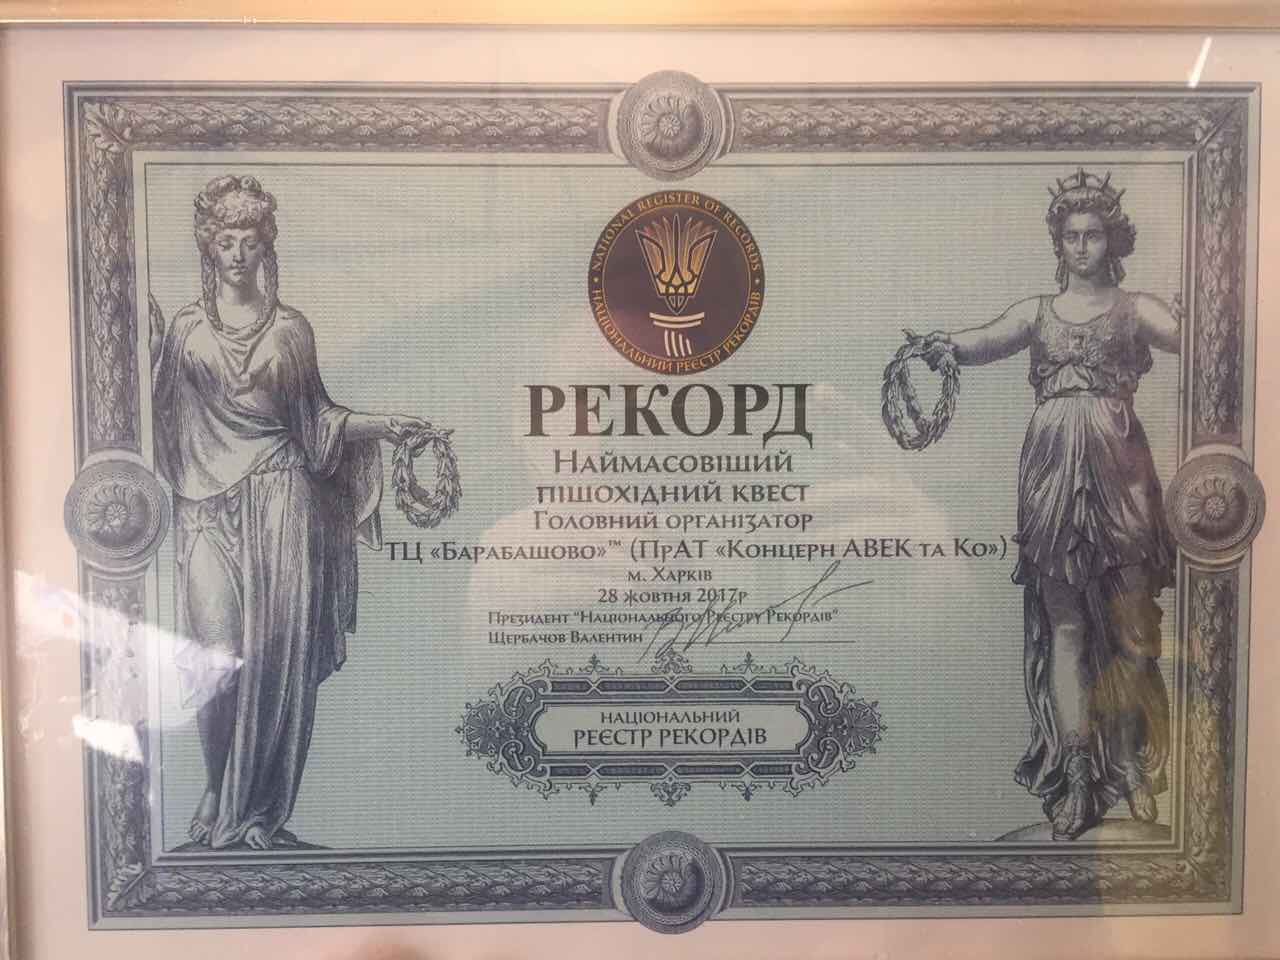 NATIONAL REGISTER OF RECORDS
НАЦІОНАЛЬНИЙ РЕЄСТР РЕКОРДІВ
РЕКОРД
Наймасовіший
пішохідний квест
Головний організатор
ТЦ «Барабашово»™ (ПрАТ «Концерн АВЕК та Ко»)
м. Харків
28 жовтня 2017р
Президент "Національного Реєстру Рекордів"
Щербачов Валентин
НАЦІОНАЛЬНИЙ
РЕЄСТР РЕКОРДІВ